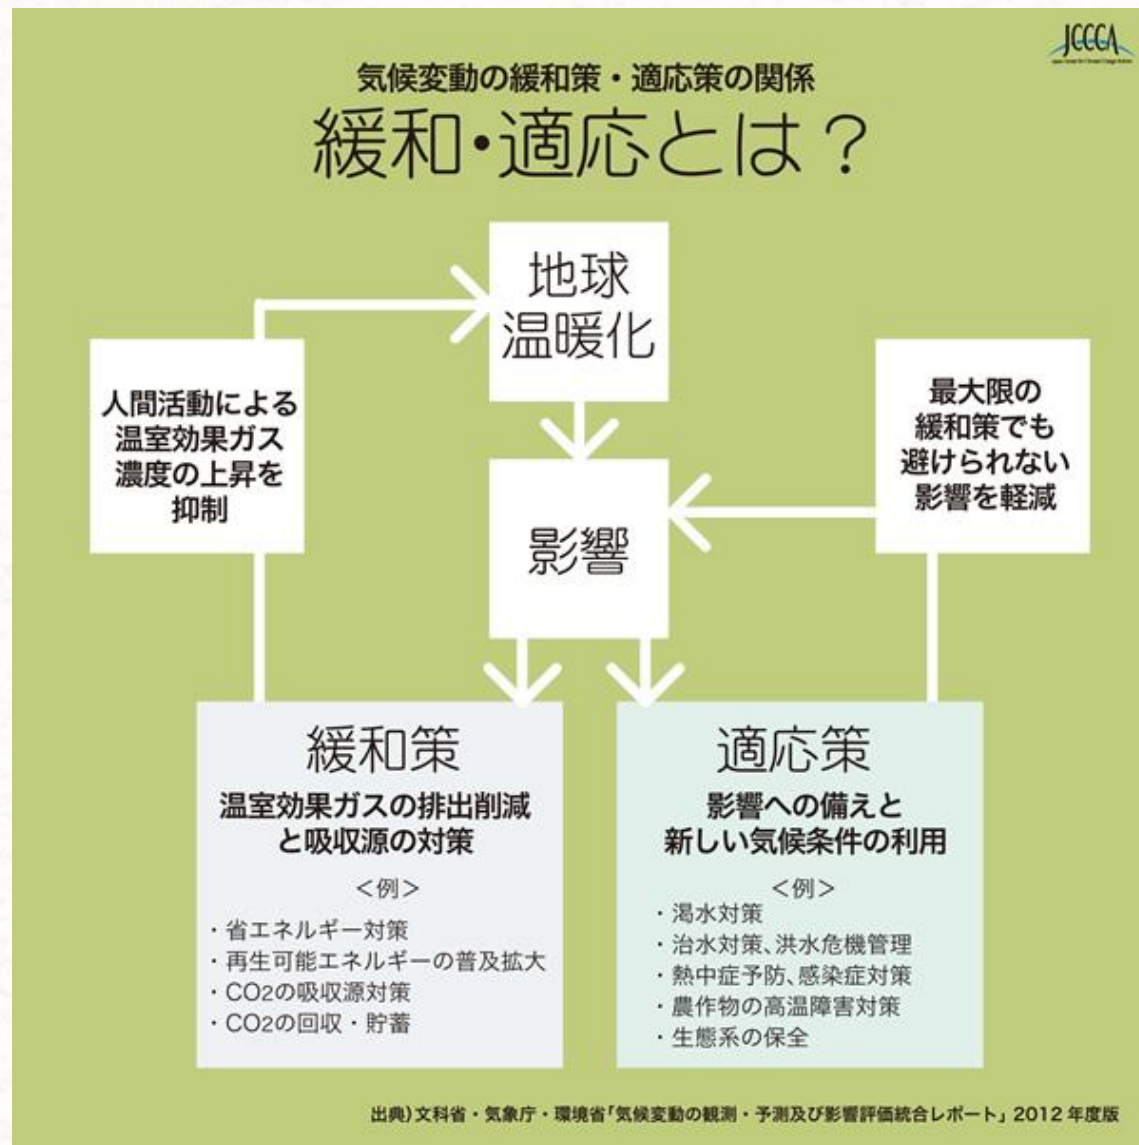 JCCCA
気候変動の緩和策・適応策の関係
緩和・適応とは？
地球
温暖化
人間活動による
温室効果ガス
濃度の上昇を
抑制
最大限の
緩和策でも
避けられない
影響を軽減
影響
緩和策
温室効果ガスの排出削減
と吸収源の対策
＜例＞
・省エネルギー対策
・再生可能エネルギーの普及拡大
・CO2の吸収源対策
・CO2の回収・貯蓄
適応策
影響への備えと
新しい気候条件の利用
＜例＞
・渇水対策
・治水対策、洪水危機管理
・熱中症予防、感染症対策
・農作物の高温障害対策
・生態系の保全
出典）文科省・気象庁・環境省「気候変動の観測・予測及び影響評価統合レポート」2012年度版